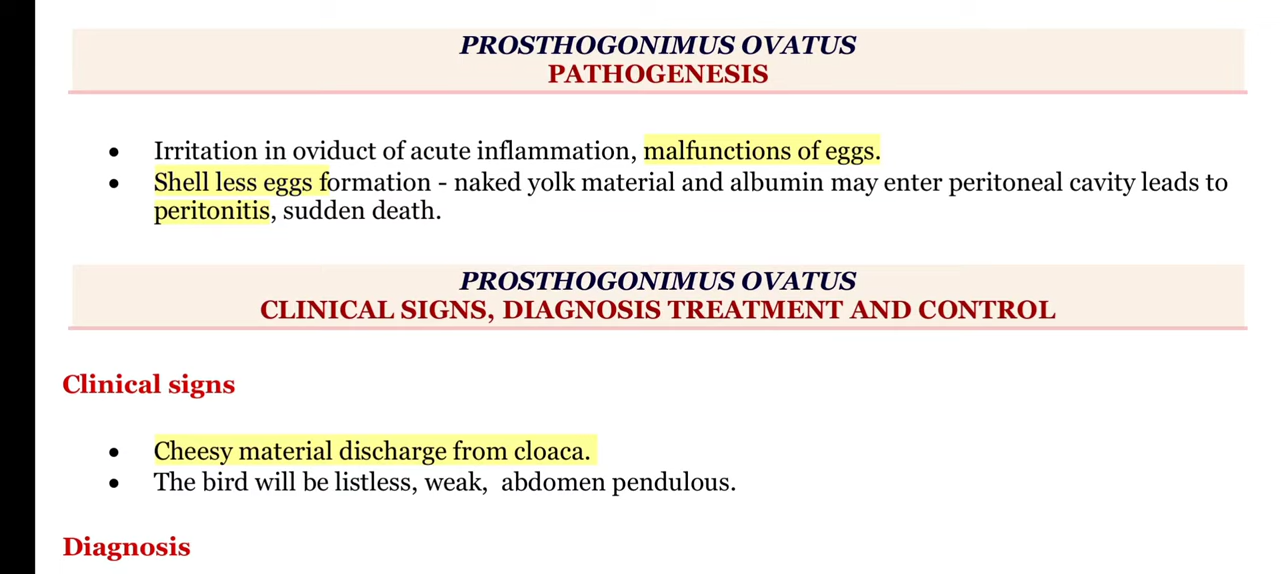 PROSTHOGONIMUS OVATUS
PATHOGENESIS
• Irritation in oviduct of acute inflammation, malfunctions of eggs.
• Shell less eggs formation - naked yolk material and albumin may enter peritoneal cavity leads to
peritonitis, sudden death.
PROSTHOGONIMUS OVATUS
CLINICAL SIGNS, DIAGNOSIS TREATMENT AND CONTROL
Clinical signs
• Cheesy material discharge from cloaca.
• The bird will be listless, weak, abdomen pendulous.
Diagnosis